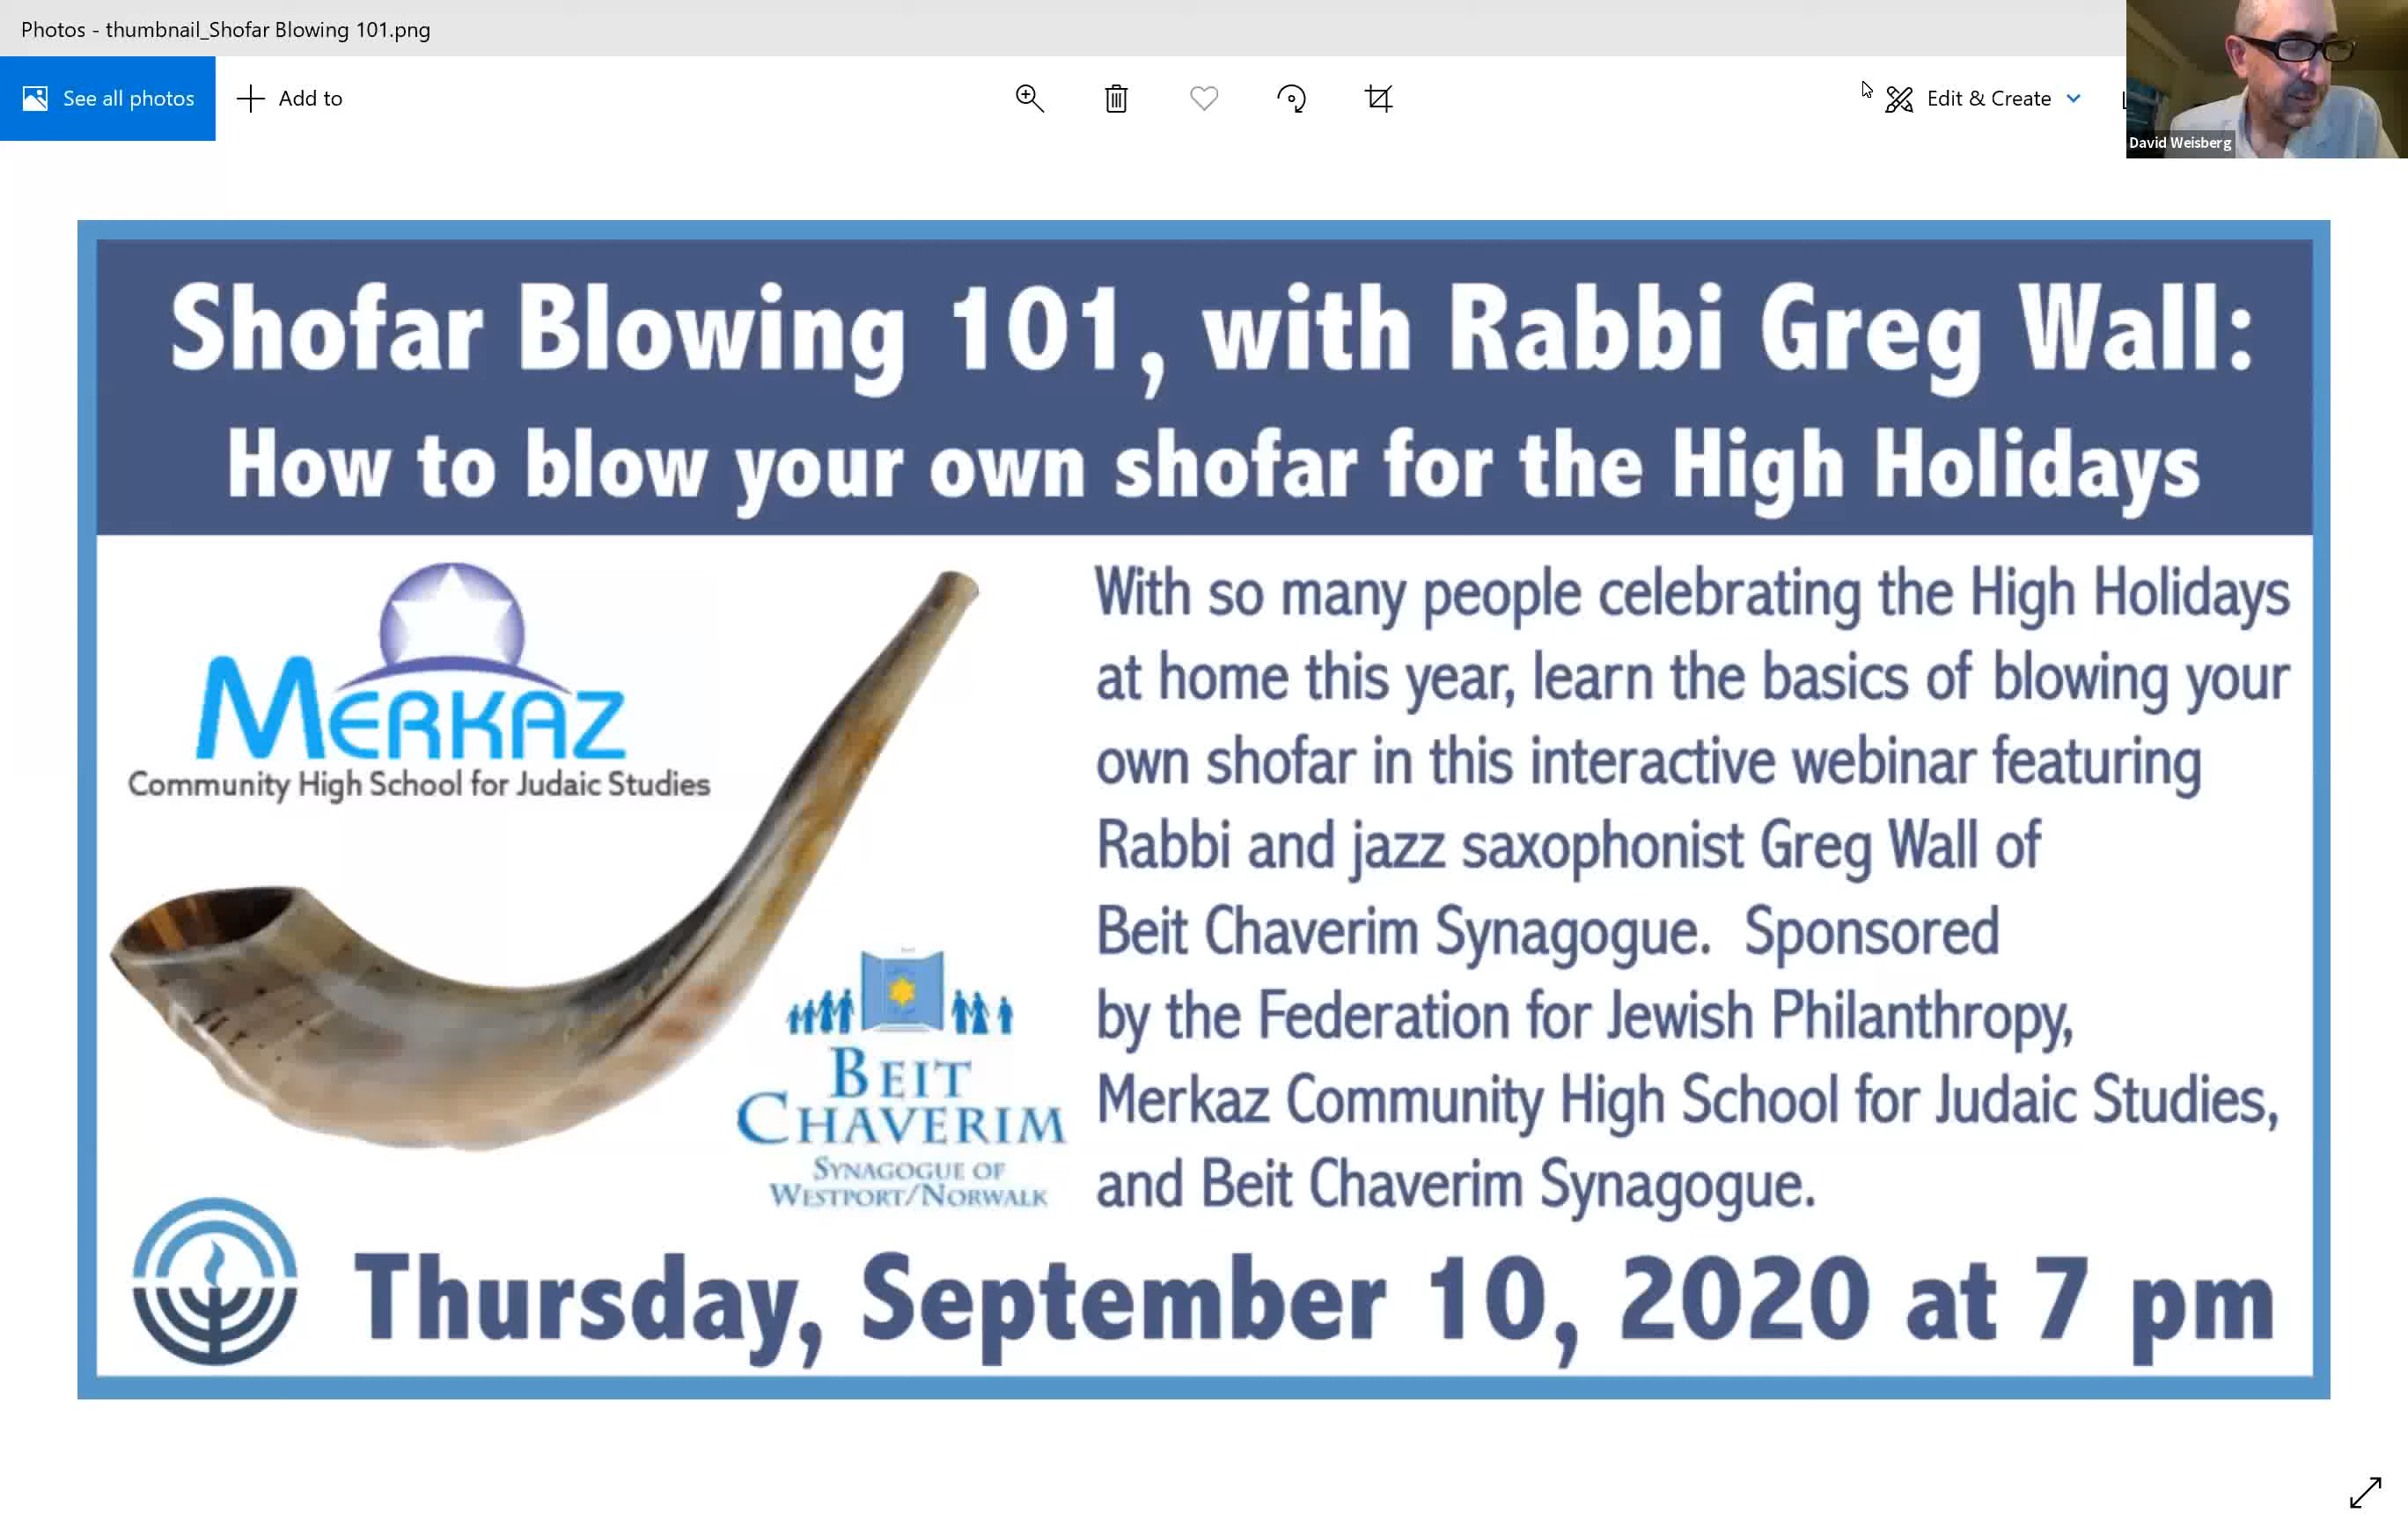 Photos - thumbnail_Shofar Blowing 101.png
See all photos
Add to
Edit & Create
David Weisberg
Shofar Blowing 101, with Rabbi Greg Wall:
How to blow your own shofar for the High Holidays
MERKAZ
Community High School for Judaic Studies
With so many people celebrating the High Holidays
at home this year, learn the basics of blowing your
own shofar in this interactive webinar featuring
Rabbi and jazz saxophonist Greg Wall of
Beit Chaverim Synagogue. Sponsored
by the Federation for Jewish Philanthropy,
Merkaz Community High School for Judaic Studies,
and Beit Chaverim Synagogue.
BEIT
CHAVERIM
SYNAGOGUE OF
WESTPORT/NORWALK
Thursday, September 10, 2020 at 7 pm